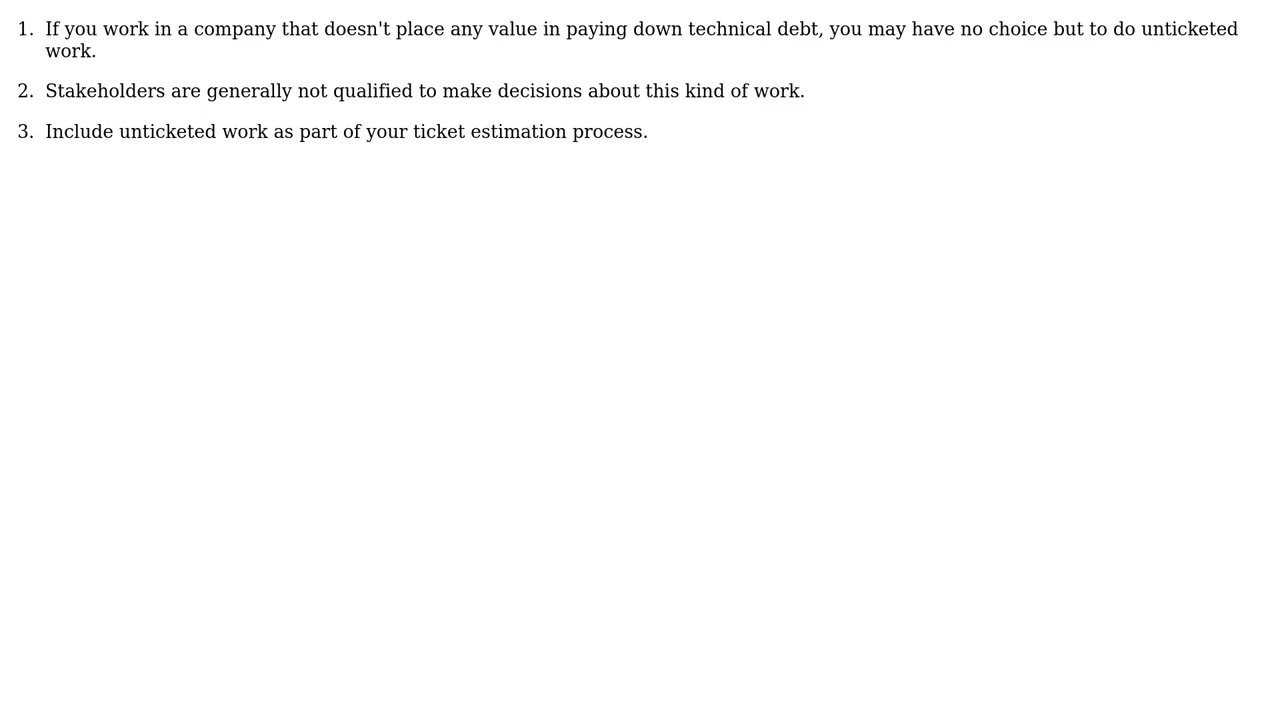 1. If you work in a company that doesn't place any value in paying down technical debt, you may have no choice but to do unticketed
work.
2. Stakeholders are generally not qualified to make decisions about this kind of work.
3. Include unticketed work as part of your ticket estimation process.